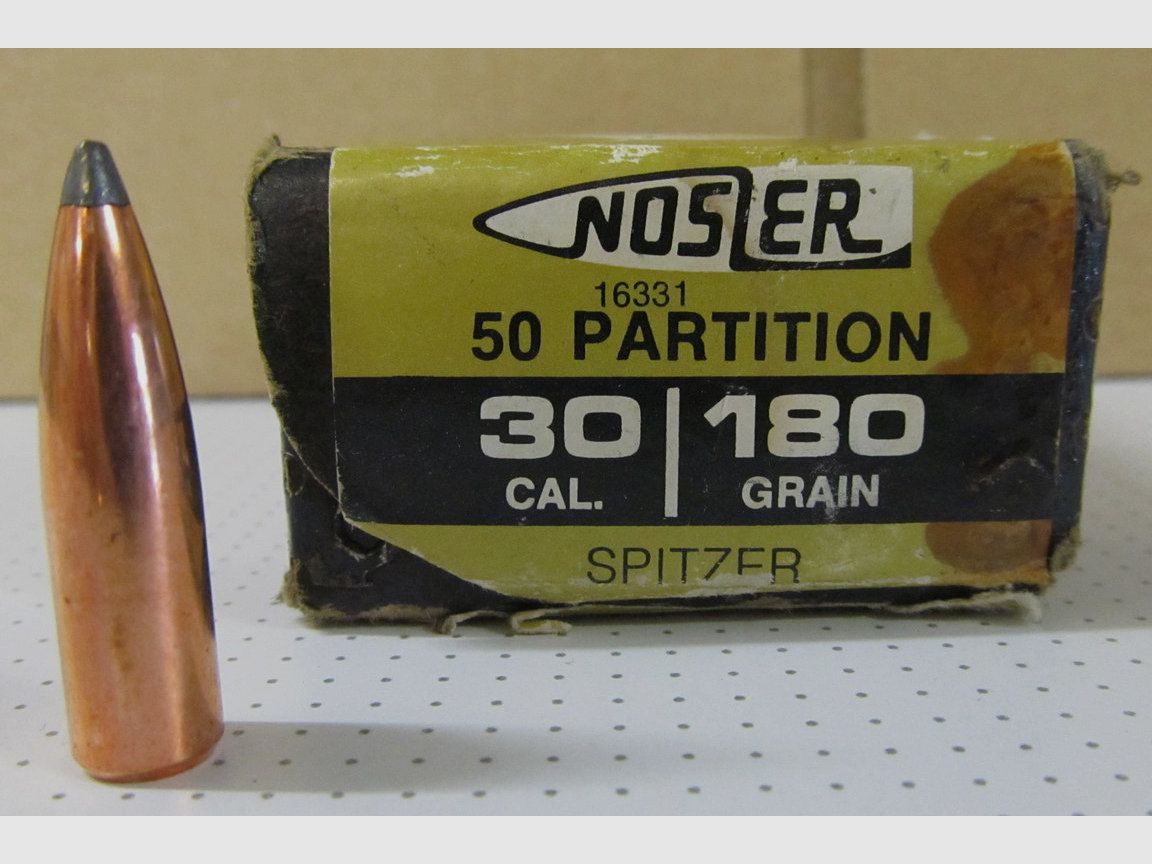 NOSLER
16331
50 PARTITION
30 | 180
CAL. GRAIN
SPITZER